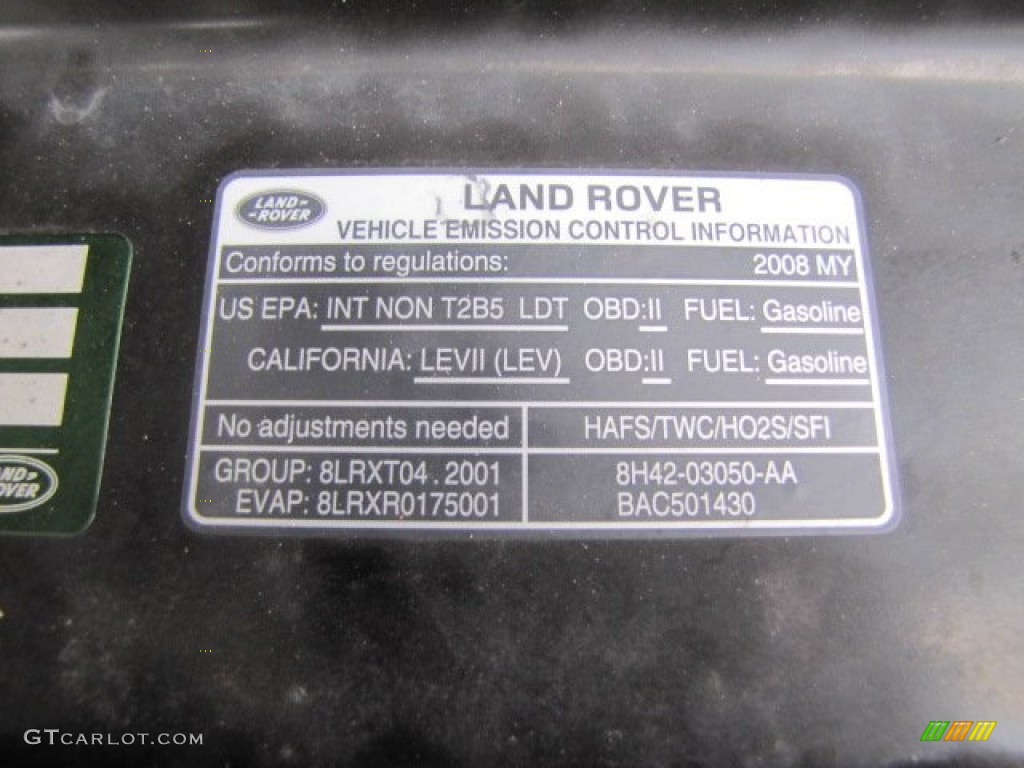 LAND-
-ROVER
LAND ROVER
VEHICLE EMISSION CONTROL INFORMATION
Conforms to regulations: 2008 MY
US EPA: INT NON T2B5 LDT OBD:II FUEL: Gasoline
CALIFORNIA: LEVII (LEV) OBD:II FUEL: Gasoline
No adjustments needed HAFS/TWC/HO2S/SFI
GROUP: 8LRXT04.2001 8H42-03050-AA
EVAP: 8LRXR0175001 BAC501430
GTCARLOT.COM